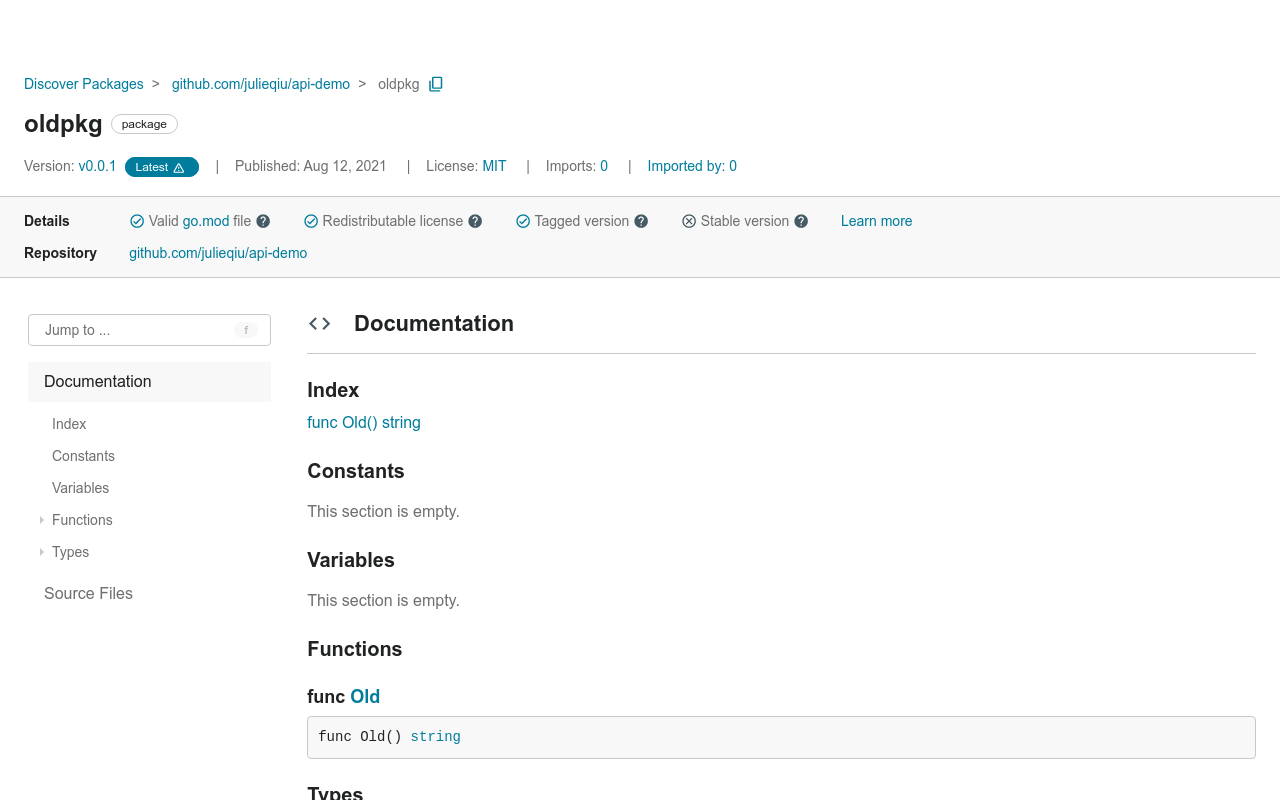 Discover Packages > github.com/julieqiu/api-demo > oldpkg
oldpkg package
Version: v0.0.1 Latest | Published: Aug 12, 2021 | License: MIT | Imports: 0 | Imported by: 0
Details Valid go.mod file ? Redistributable license ? Tagged version ? Stable version ? Learn more
Repository github.com/julieqiu/api-demo
Jump to ... f
Documentation
Index
Constants
Variables
Functions
Types
Source Files
<> Documentation
Index
func Old() string
Constants
This section is empty.
Variables
This section is empty.
Functions
func Old
func Old() string
Types